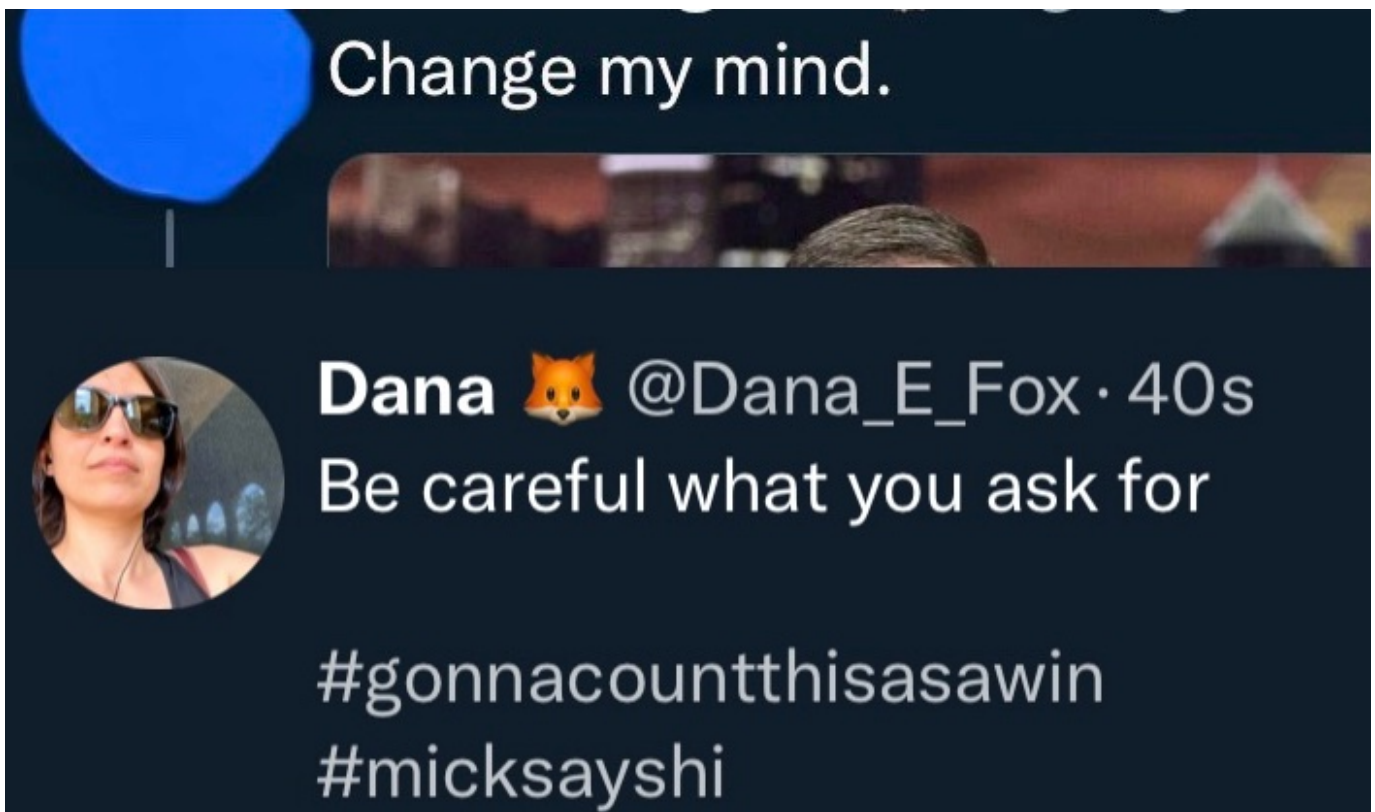 Change my mind.
Dana 🦊 @Dana_E_Fox · 40s
Be careful what you ask for
#gonnacountthisasawin
#micksayshi